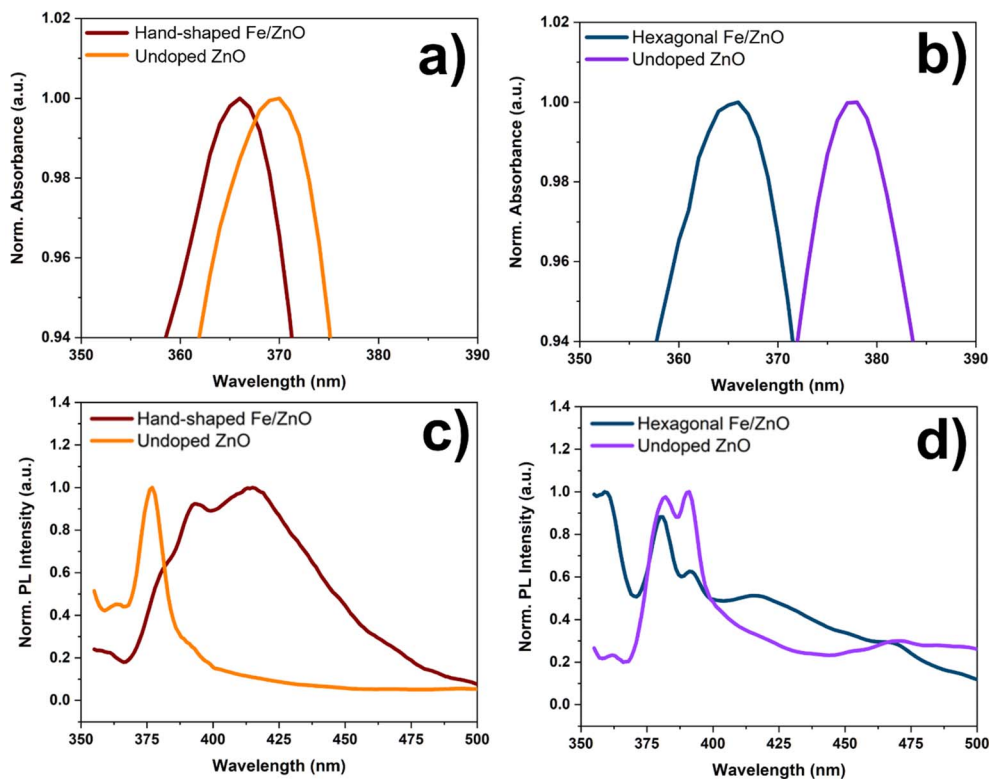 1.02
Hand-shaped Fe/ZnO
Undoped ZnO
a)
1.00
0.98
0.96
0.94
Norm. Absorbance (a.u.)
350 360 370 380 390
Wavelength (nm)
1.02
Hexagonal Fe/ZnO
Undoped ZnO
b)
1.00
0.98
0.96
0.94
Norm. Absorbance (a.u.)
350 360 370 380 390
Wavelength (nm)
1.4
Hand-shaped Fe/ZnO
Undoped ZnO
c)
1.2
1.0
0.8
0.6
0.4
0.2
0.0
Norm. PL Intensity (a.u.)
350 375 400 425 450 475 500
Wavelength (nm)
1.4
Hexagonal Fe/ZnO
Undoped ZnO
d)
1.2
1.0
0.8
0.6
0.4
0.2
0.0
Norm. PL Intensity (a.u.)
350 375 400 425 450 475 500
Wavelength (nm)